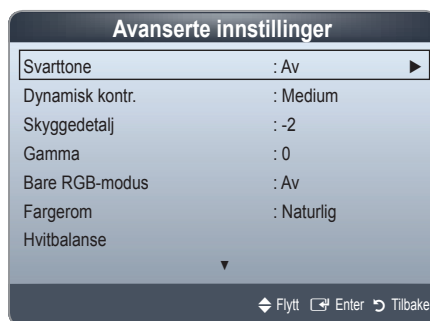 Avanserte innstillinger
Svarttone : Av ►
Dynamisk kontr. : Medium
Skyggedetalj : -2
Gamma : 0
Bare RGB-modus : Av
Fargerom : Naturlig
Hvitbalanse
▼
Flytt Enter Tilbake